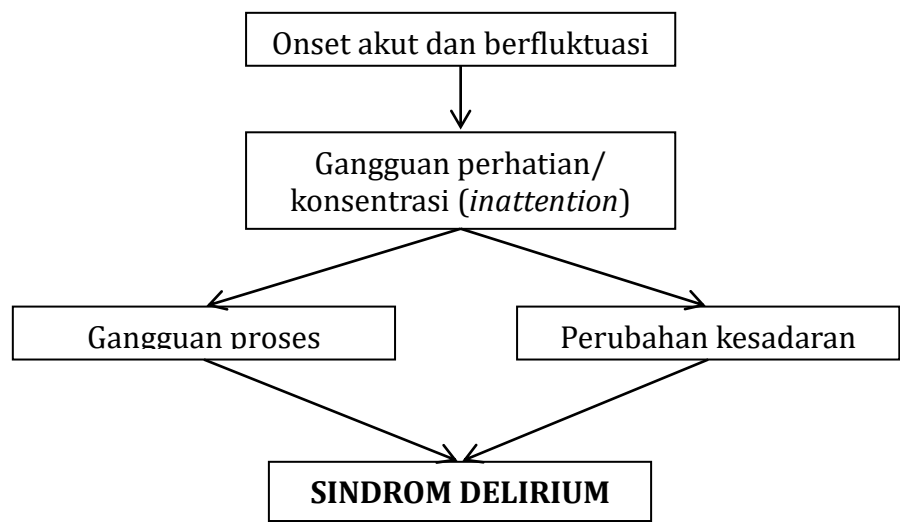 Onset akut dan berfluktuasi
Gangguan perhatian/
konsentrasi (inattention)
Gangguan proses
Perubahan kesadaran
SINDROM DELIRIUM